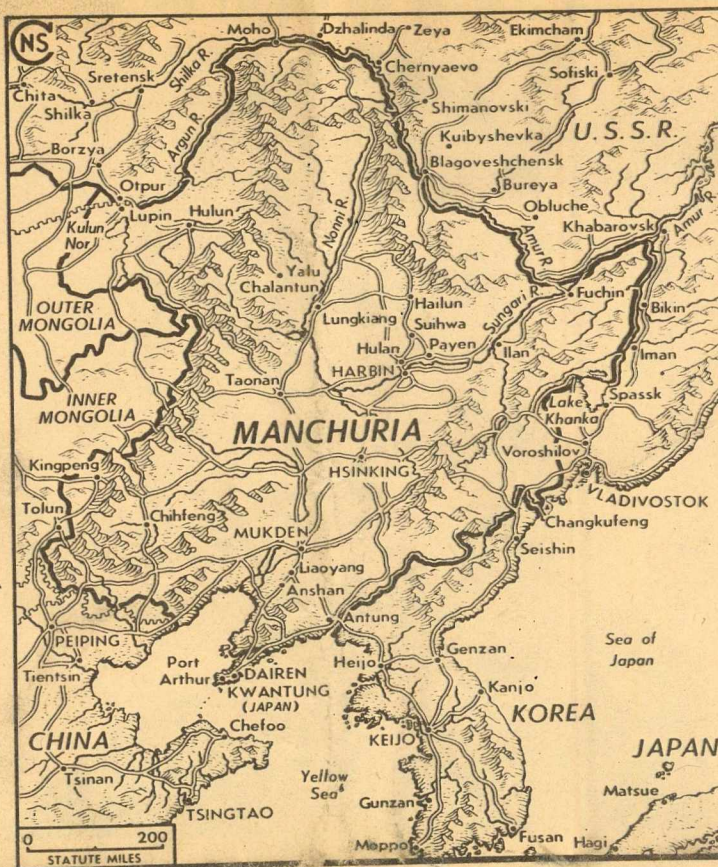 NS
Moho
Dzhalinda
Zeya
Ekimcham
Shilka R.
Chernyaevo
Sofiski
Sretensk
Chita
Shilka
Shimanovski
Argun R.
Kuibyshevka
U.S.S.R.
Borzya
Blagoveshchensk
Otpur
Bureya
Lupin
Hulun
Nonni R.
Obluche
Kulun
Nor
Khabarovsk
Amur R.
Amur R.
Yalu
Chalantun
Sungari R.
Fuchin
Hailun
Bikin
OUTER
MONGOLIA
Lungkiang
Suihwa
Hulan
Payen
Ilan
Iman
HARBIN
Taonan
INNER
MONGOLIA
Lake
Khanka
Spassk
MANCHURIA
Voroshilov
Kingpeng
HSINKING
VLADIVOSTOK
Tolun
Chihfeng
Changkufeng
MUKDEN
Seishin
Liaoyang
Anshan
Antung
PEIPING
Sea of
Japan
Port
Arthur
Heijo
Genzan
Tientsin
DAIREN
KWANTUNG
(JAPAN)
Kanjo
KOREA
Chefoo
KEIJO
CHINA
JAPAN
Tsinan
Yellow
Sea
Matsue
TSINGTAO
Gunzan
Fusan
Hagi
Moppo
0 200
STATUTE MILES